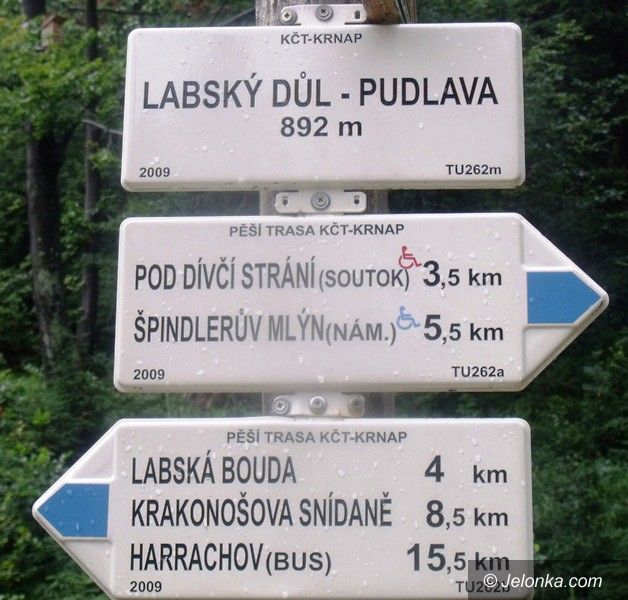 KČT-KRNAP
LABSKÝ DŮL - PUDLAVA
892 m
2009 TU262m
PĚŠÍ TRASA KČT-KRNAP
POD DÍVČÍ STRÁNÍ(SOUTOK) 3,5 km
ŠPINDLERŮV MLÝN(NÁM.) 5,5 km
2009 TU262a
PĚŠÍ TRASA KČT-KRNAP
LABSKÁ BOUDA 4 km
KRAKONOŠOVA SNÍDANĚ 8,5 km
HARRACHOV(BUS) 15,5 km
2009 TU262b
© Jelonka.com